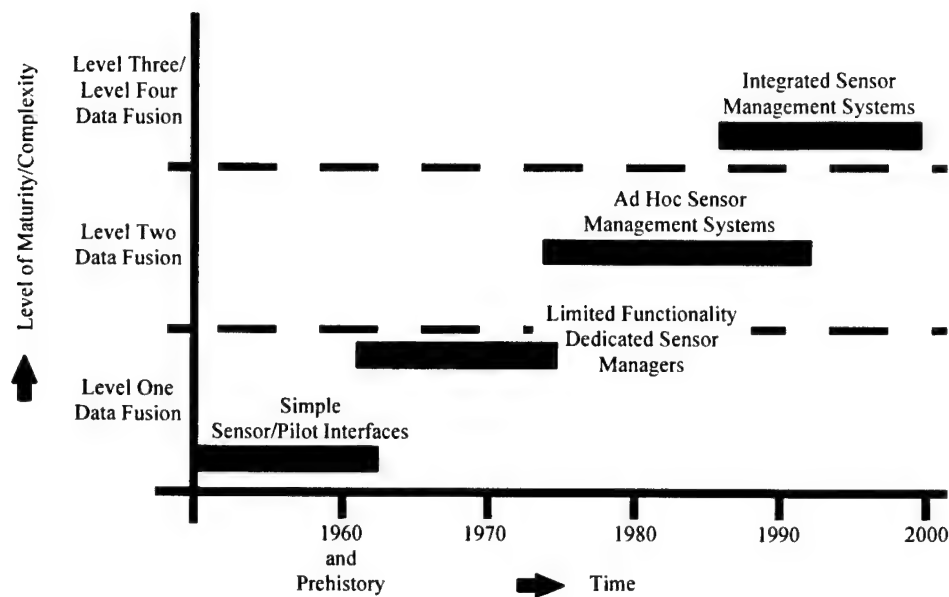 Level of Maturity/Complexity
Level Three/
Level Four
Data Fusion
Integrated Sensor
Management Systems
Level Two
Data Fusion
Ad Hoc Sensor
Management Systems
Limited Functionality
Dedicated Sensor
Managers
Level One
Data Fusion
Simple
Sensor/Pilot Interfaces
1960
and
Prehistory
1970
1980
1990
2000
Time